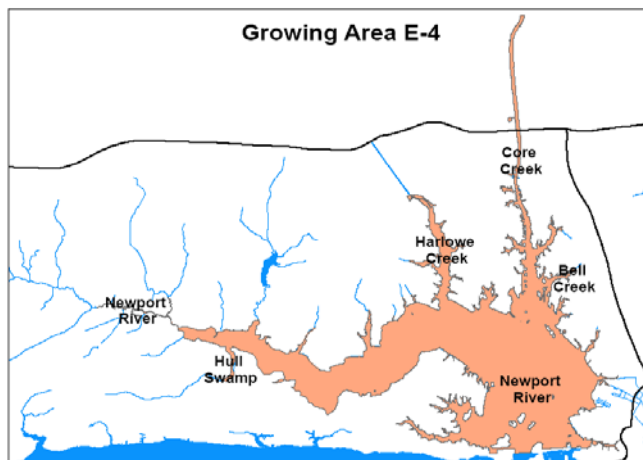 Growing Area E-4
Core
Creek
Harlowe
Creek
Bell
Creek
Newport
River
Hull
Swamp
Newport
River